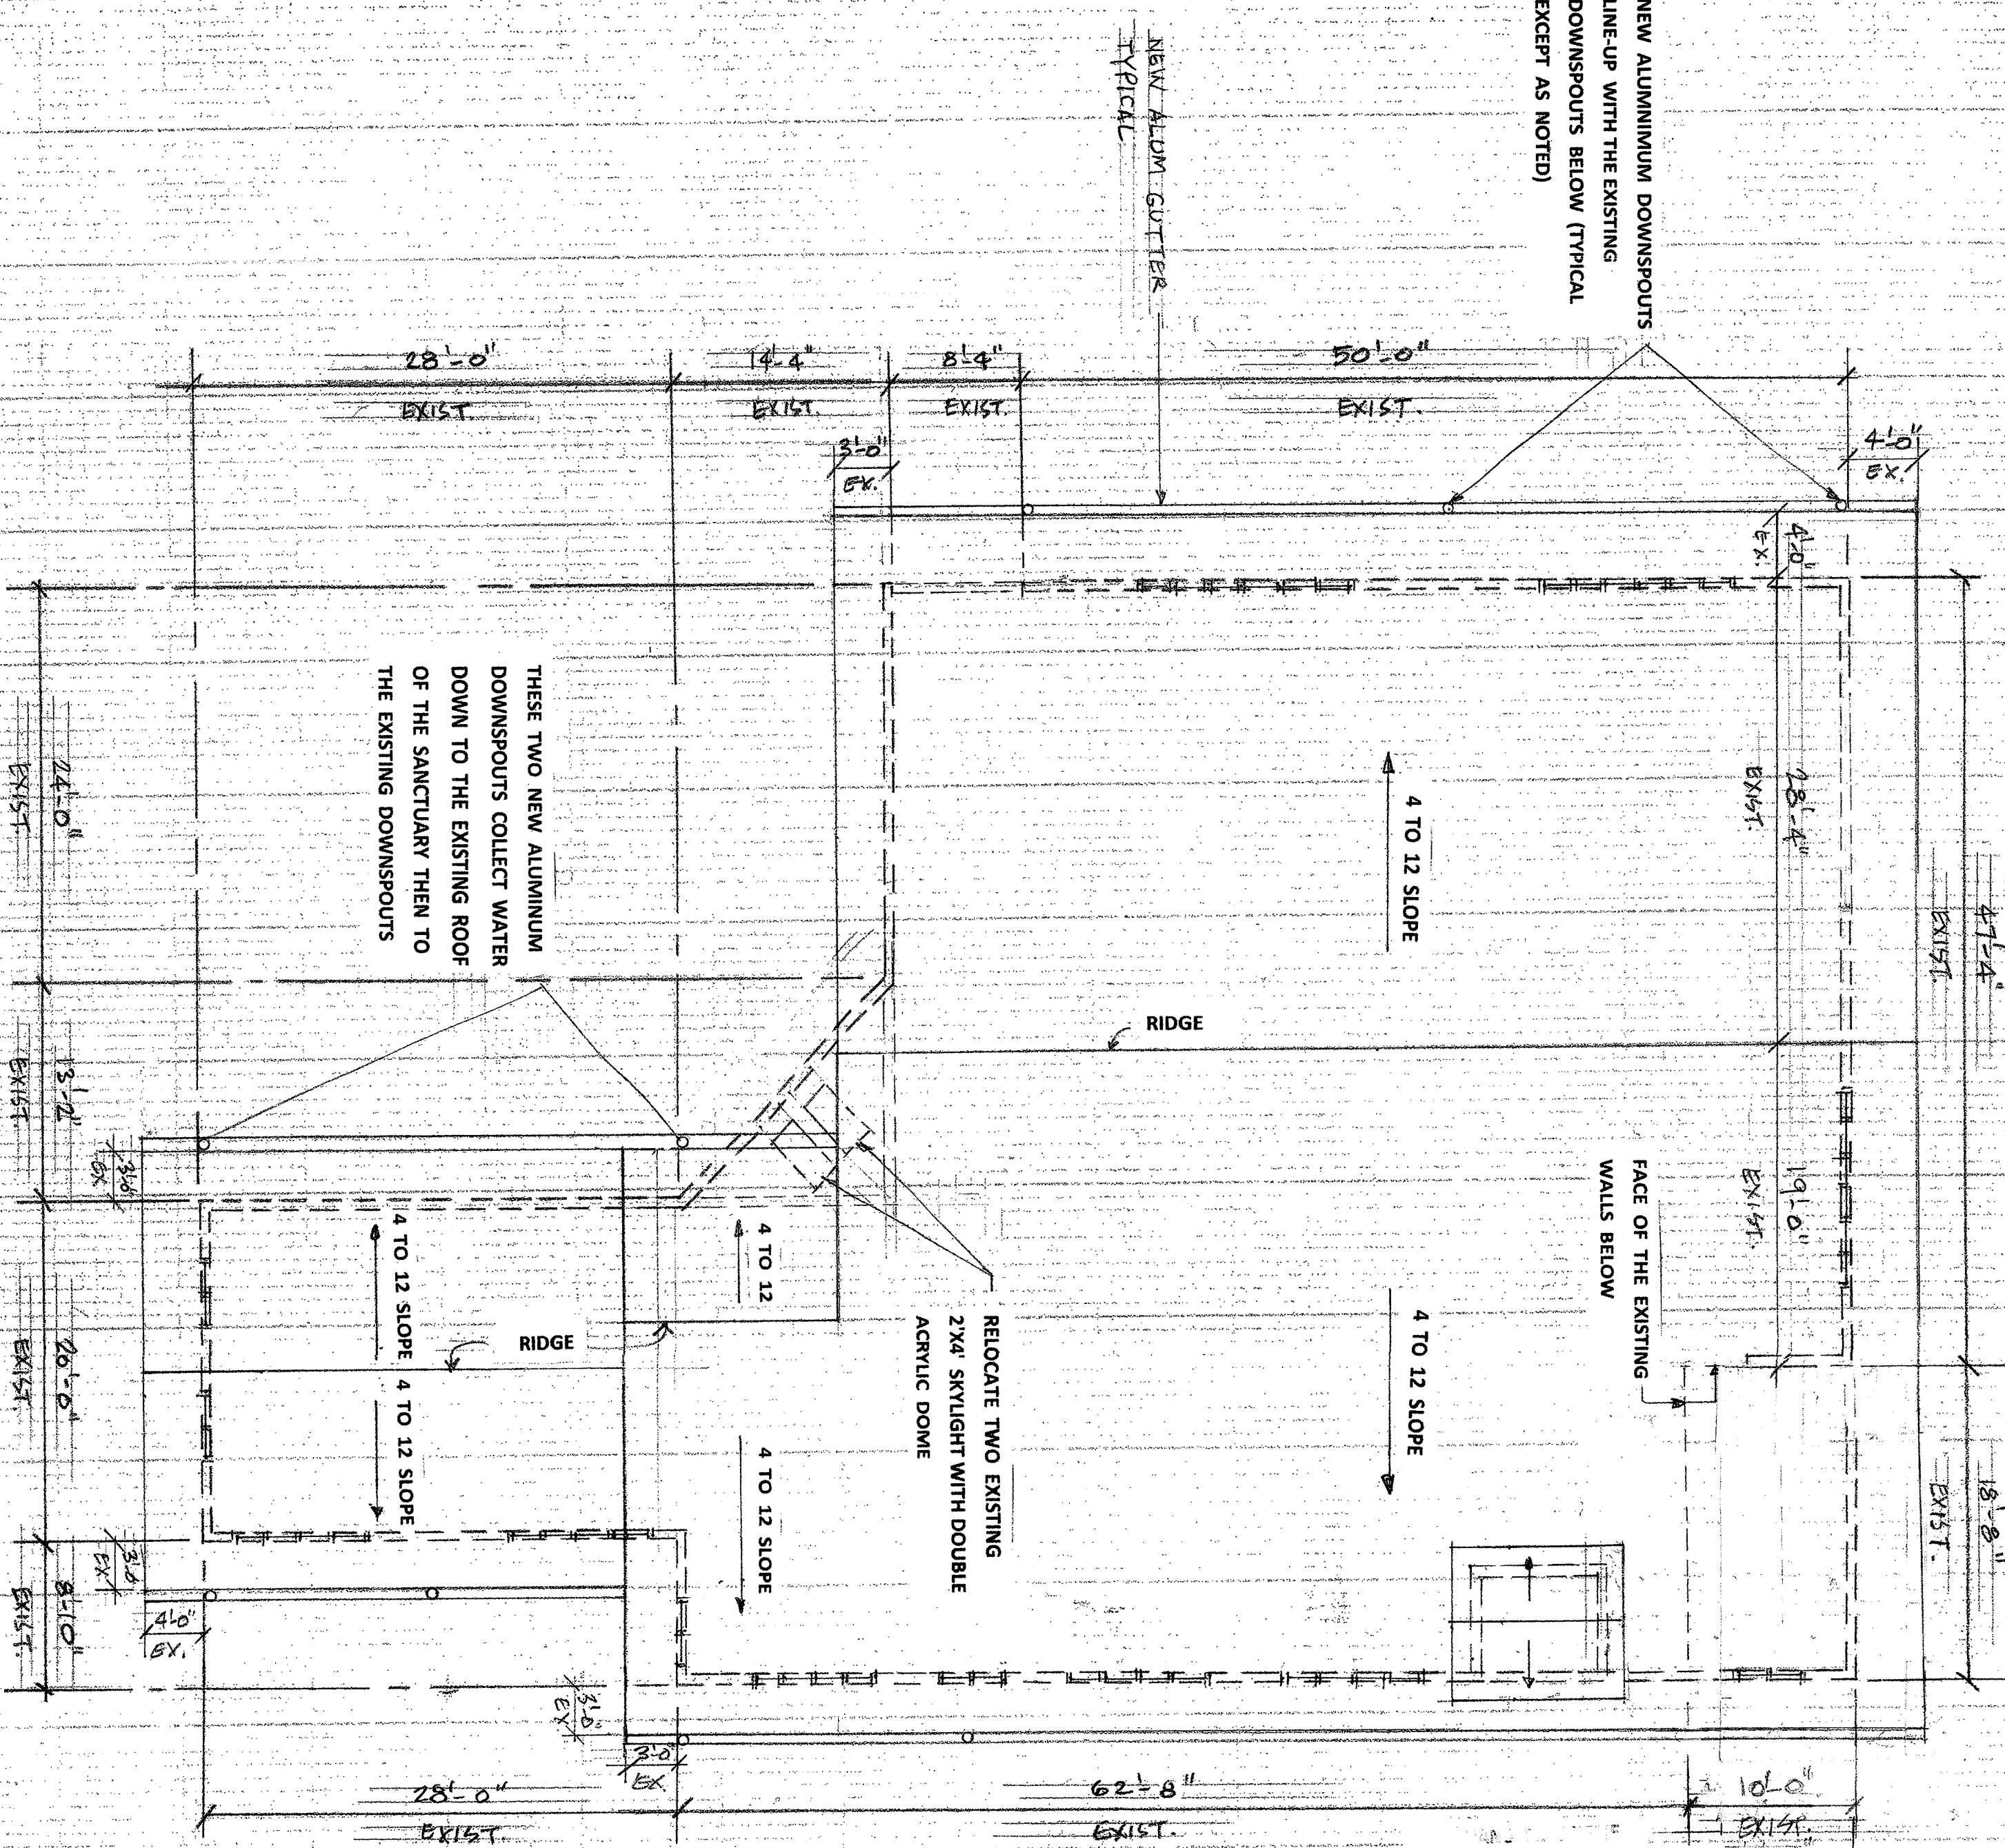 NEW ALUMNIMUM DOWNSPOUTS
LINE-UP WITH THE EXISTING
DOWNSPOUTS BELOW (TYPICAL
EXCEPT AS NOTED)
NEW ALUM GUTTER
TYPICAL
28'-0"
EXIST.
14'-4"
EXIST.
8'-4"
EXIST.
50'-0"
EXIST.
3'-0"
EX.
4'-0"
EX.
4'-0"
EX.
28'-4"
EXIST.
47'-4"
EXIST.
19'-0"
EXIST.
18'-8"
EXIST.
4 TO 12 SLOPE
RIDGE
FACE OF THE EXISTING
WALLS BELOW
4 TO 12 SLOPE
THESE TWO NEW ALUMINUM
DOWNSPOUTS COLLECT WATER
DOWN TO THE EXISTING ROOF
OF THE SANCTUARY THEN TO
THE EXISTING DOWNSPOUTS
24'-0"
EXIST.
13'-2"
EXIST.
3'-0"
EX
20'-0"
EXIST.
3'-0"
EX.
8'-10"
EXIST.
4 TO 12 SLOPE
4 TO 12 SLOPE
RIDGE
4 TO 12
4 TO 12 SLOPE
RELOCATE TWO EXISTING
2'X4' SKYLIGHT WITH DOUBLE
ACRYLIC DOME
4'-0"
EX.
3'-0"
EX
3'-0"
EX.
28'-0"
EXIST.
62'-8"
EXIST.
10'-0"
EXIST.